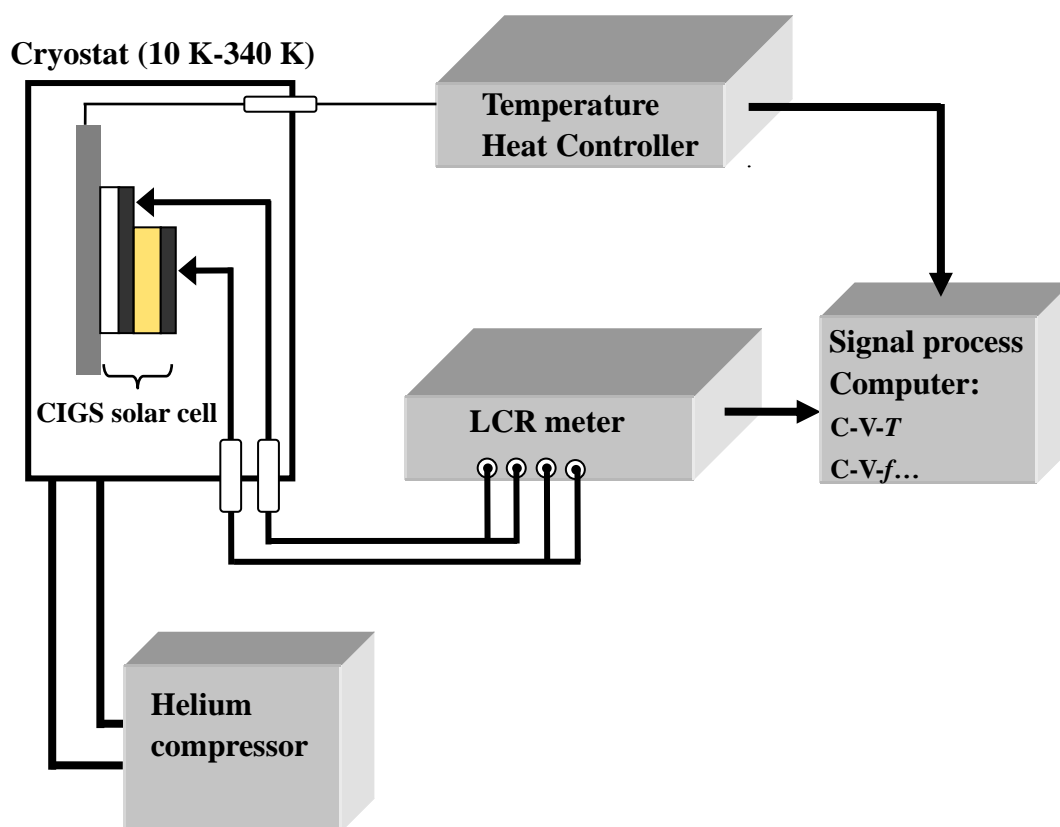 Cryostat (10 K-340 K)
Temperature
Heat Controller
CIGS solar cell
LCR meter
Signal process
Computer:
C-V-T
C-V-f…
Helium
compressor